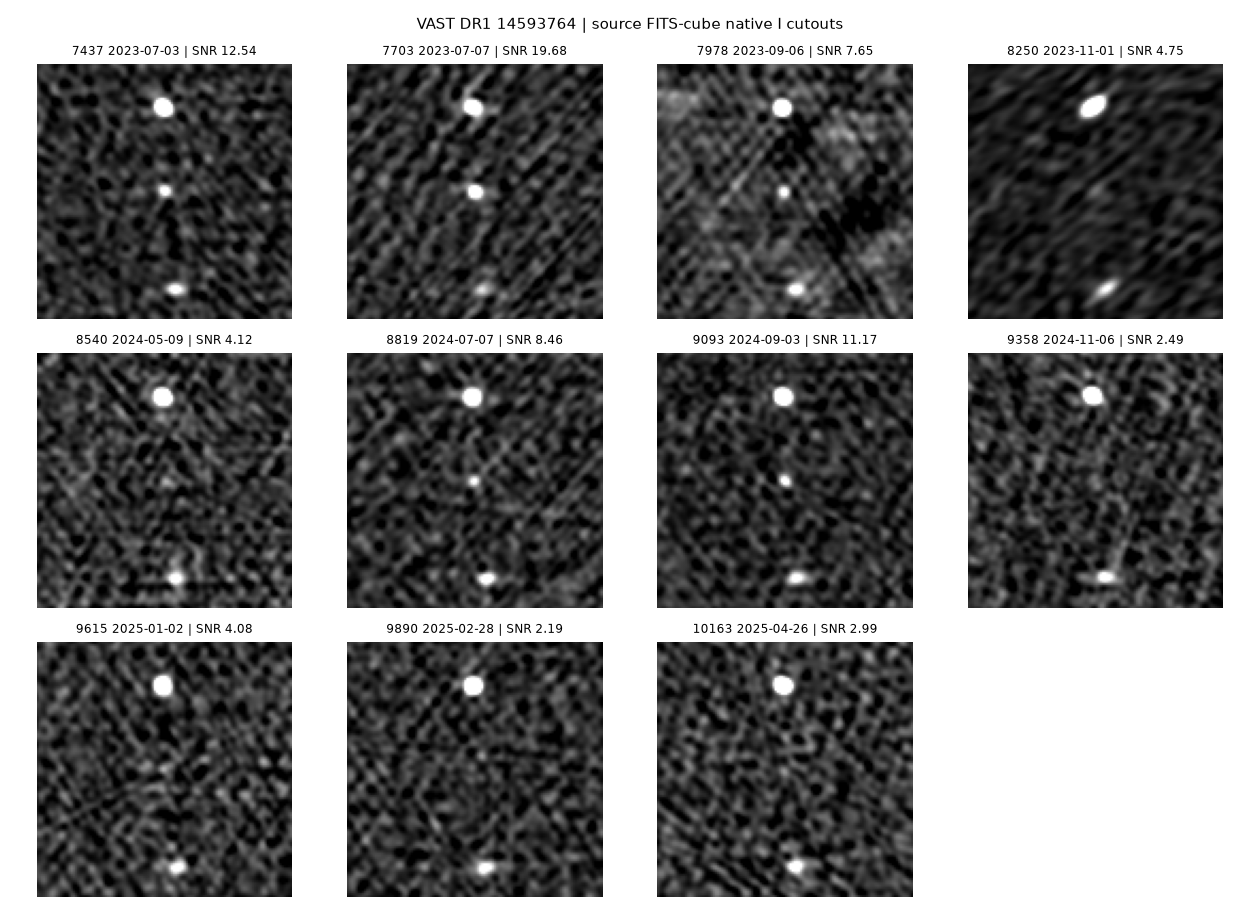 VAST DR1 14593764 | source FITS-cube native I cutouts
7437 2023-07-03 | SNR 12.54
7703 2023-07-07 | SNR 19.68
7978 2023-09-06 | SNR 7.65
8250 2023-11-01 | SNR 4.75
8540 2024-05-09 | SNR 4.12
8819 2024-07-07 | SNR 8.46
9093 2024-09-03 | SNR 11.17
9358 2024-11-06 | SNR 2.49
9615 2025-01-02 | SNR 4.08
9890 2025-02-28 | SNR 2.19
10163 2025-04-26 | SNR 2.99